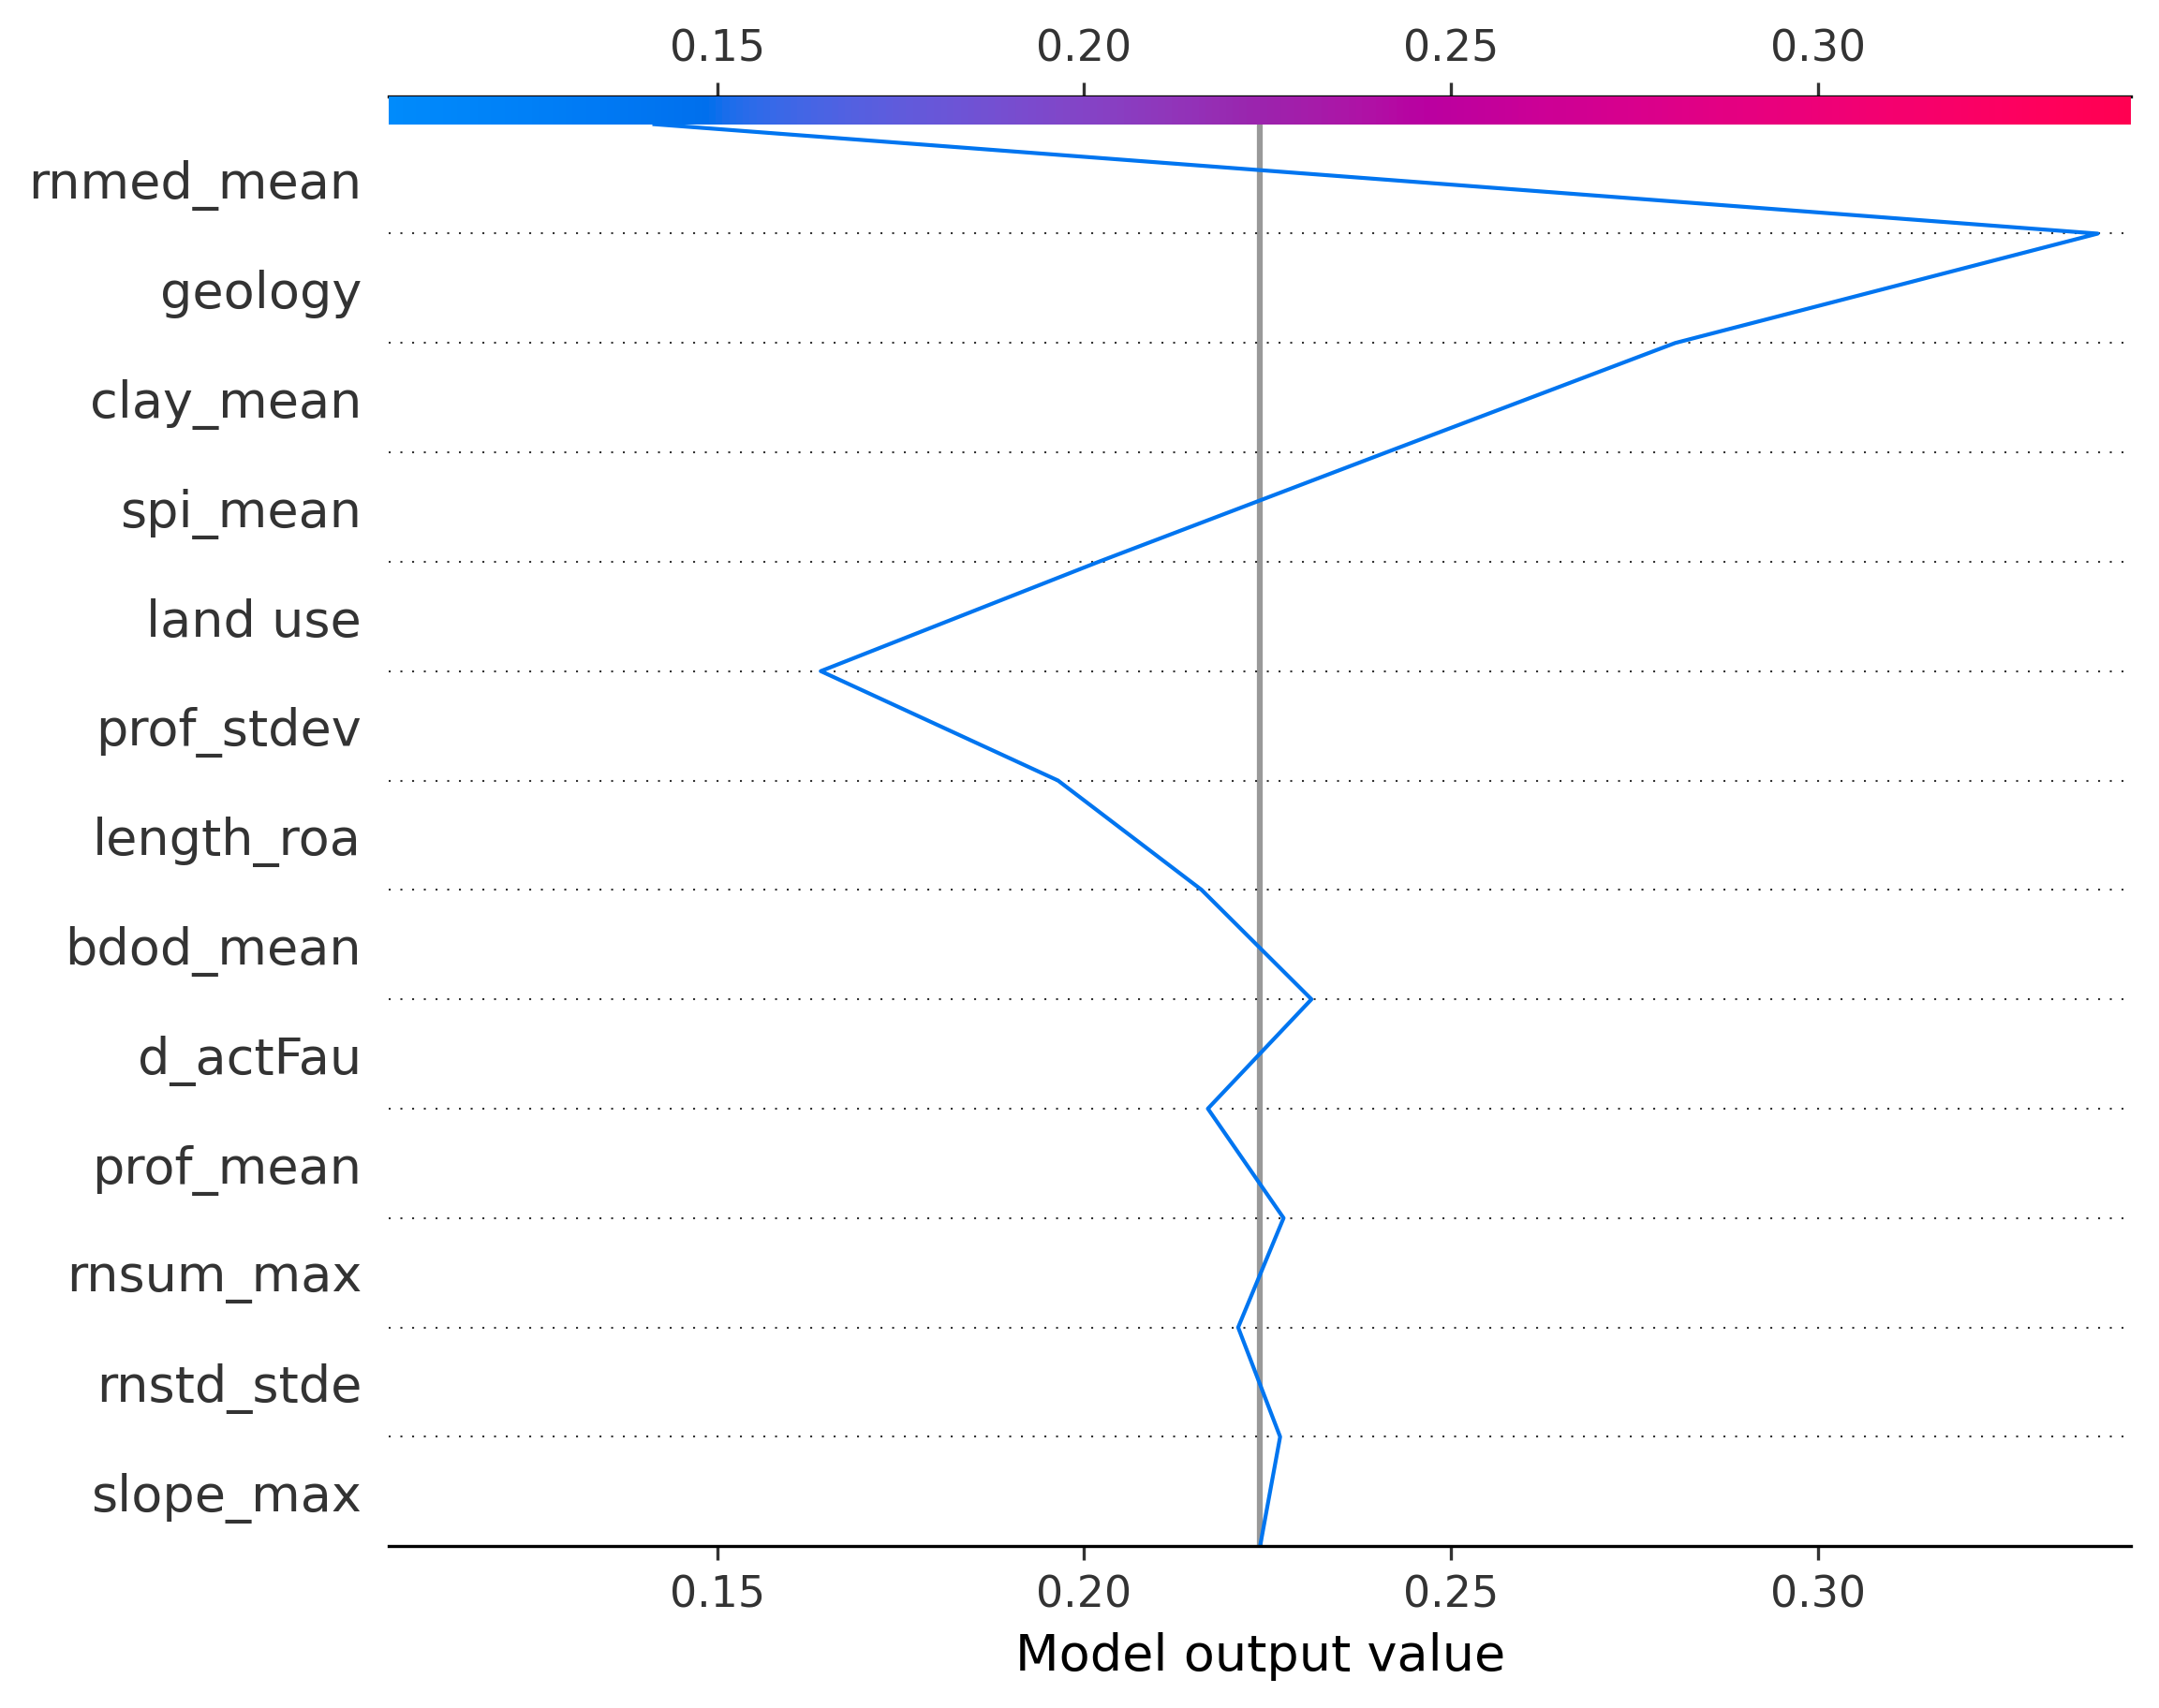 0.15 0.20 0.25 0.30
rnmed_mean
geology
clay_mean
spi_mean
land use
prof_stdev
length_roa
bdod_mean
d_actFau
prof_mean
rnsum_max
rnstd_stde
slope_max
0.15 0.20 0.25 0.30
Model output value